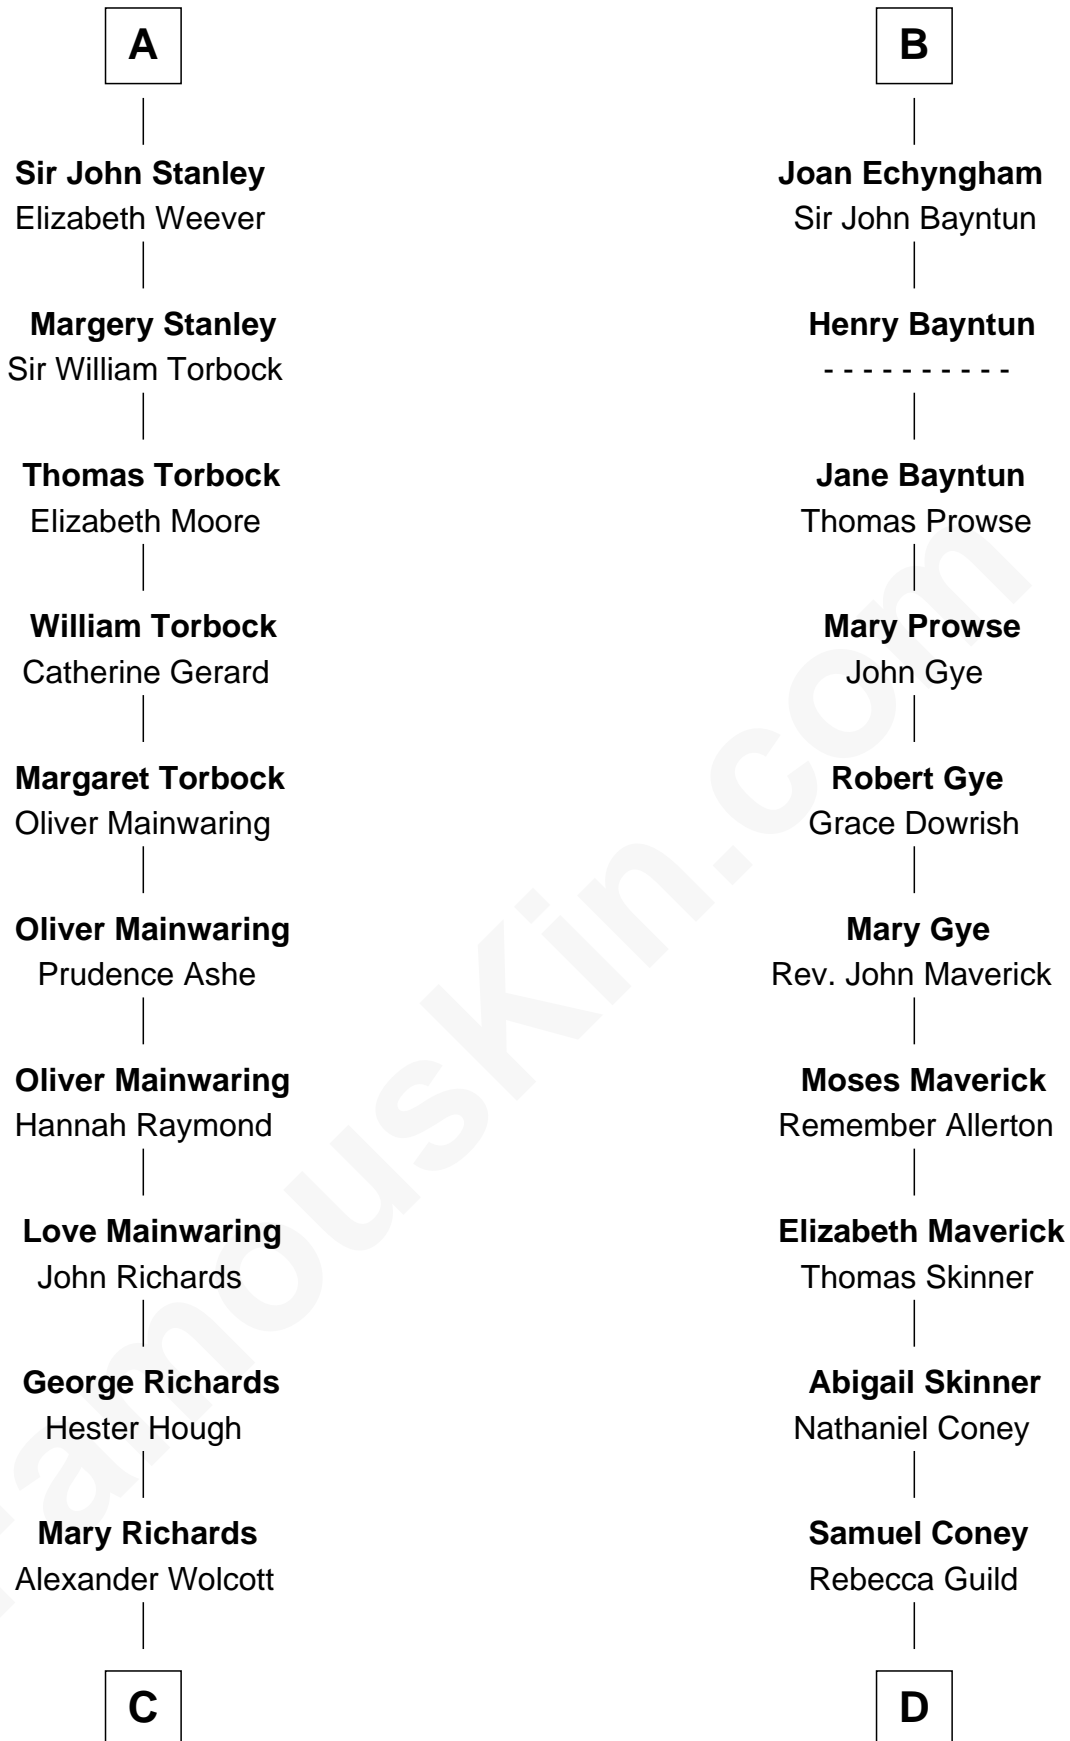 A
Sir John Stanley
Elizabeth Weever
Margery Stanley
Sir William Torbock
Thomas Torbock
Elizabeth Moore
William Torbock
Catherine Gerard
Margaret Torbock
Oliver Mainwaring
Oliver Mainwaring
Prudence Ashe
Oliver Mainwaring
Hannah Raymond
Love Mainwaring
John Richards
George Richards
Hester Hough
Mary Richards
Alexander Wolcott
C
B
Joan Echyngham
Sir John Bayntun
Henry Bayntun
- - - - - - - - - -
Jane Bayntun
Thomas Prowse
Mary Prowse
John Gye
Robert Gye
Grace Dowrish
Mary Gye
Rev. John Maverick
Moses Maverick
Remember Allerton
Elizabeth Maverick
Thomas Skinner
Abigail Skinner
Nathaniel Coney
Samuel Coney
Rebecca Guild
D
FamousKin.com